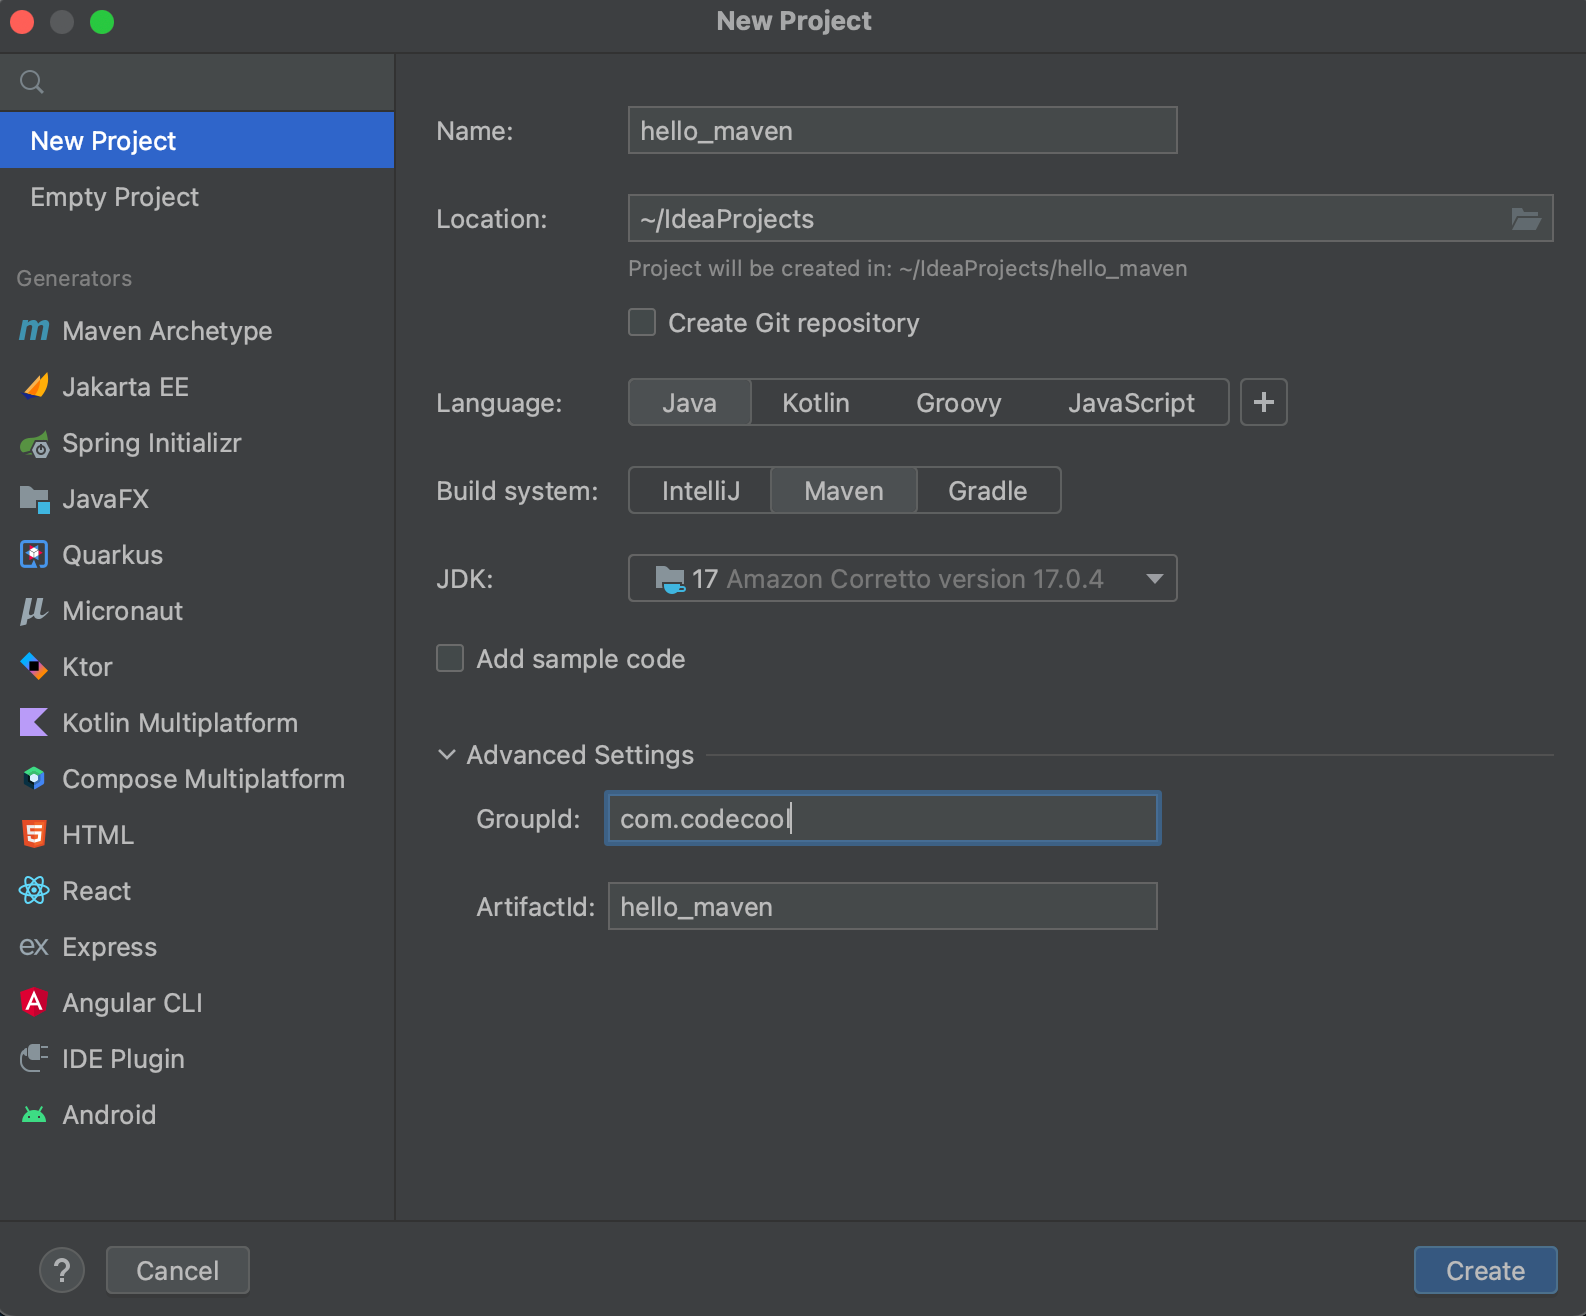 New Project
New Project
Empty Project
Generators
Maven Archetype
Jakarta EE
Spring Initializr
JavaFX
Quarkus
Micronaut
Ktor
Kotlin Multiplatform
Compose Multiplatform
HTML
React
ex Express
Angular CLI
IDE Plugin
Android
Name: hello_maven
Location: ~/IdeaProjects
Project will be created in: ~/IdeaProjects/hello_maven
Create Git repository
Language: Java Kotlin Groovy JavaScript +
Build system: IntelliJ Maven Gradle
JDK: 17 Amazon Corretto version 17.0.4
Add sample code
Advanced Settings
GroupId: com.codecool
ArtifactId: hello_maven
? Cancel Create